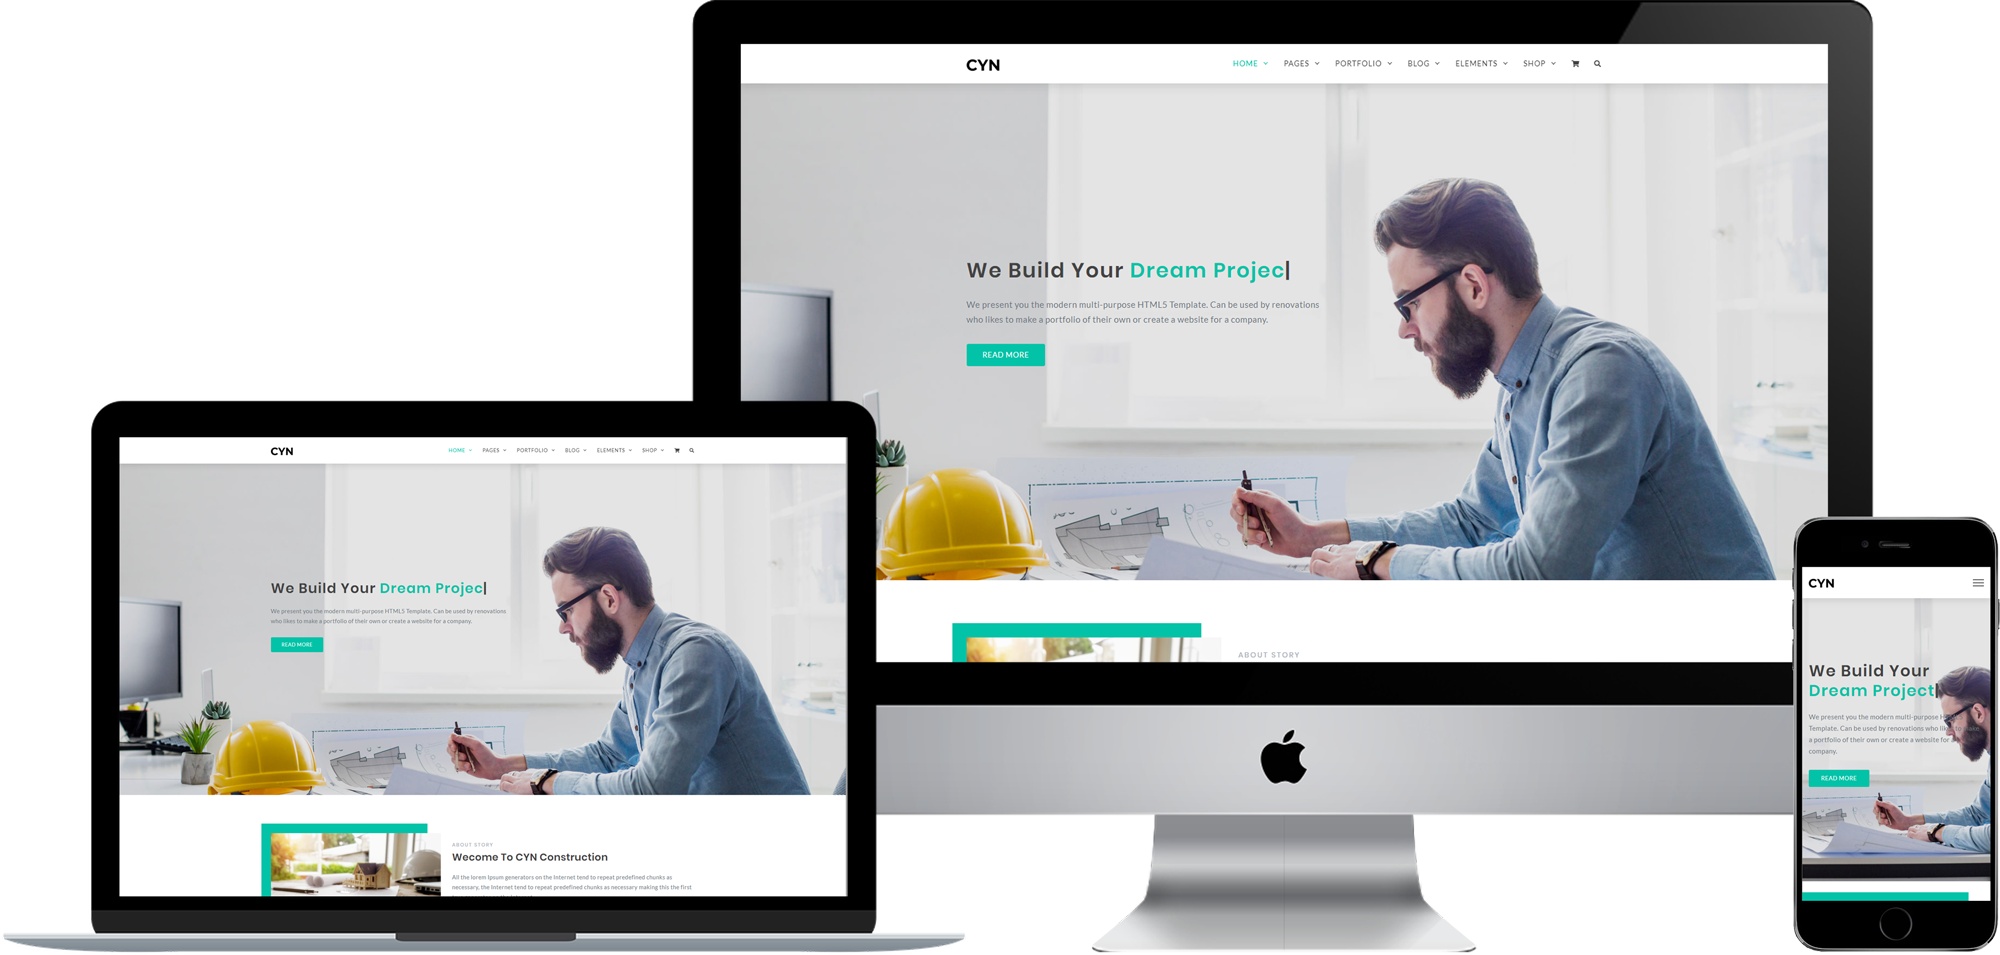 CYN
HOME PAGES PORTFOLIO BLOG ELEMENTS SHOP
We Build Your Dream Projec|
We present you the modern multi-purpose HTML5 Template. Can be used by renovations
who likes to make a portfolio of their own or create a website for a company.
READ MORE
ABOUT STORY
CYN
HOME PAGES PORTFOLIO BLOG ELEMENTS SHOP
We Build Your Dream Projec|
We present you the modern multi-purpose HTML5 Template. Can be used by renovations
who likes to make a portfolio of their own or create a website for a company.
READ MORE
ABOUT STORY
Wecome To CYN Construction
All the lorem Ipsum generators on the Internet tend to repeat predefined chunks as
necessary, the Internet tend to repeat predefined chunks as necessary making this the first
CYN
We Build Your
Dream Project|
We present you the modern multi-purpose HTML5
Template. Can be used by renovations who likes to make
a portfolio of their own or create a website for a
company.
READ MORE